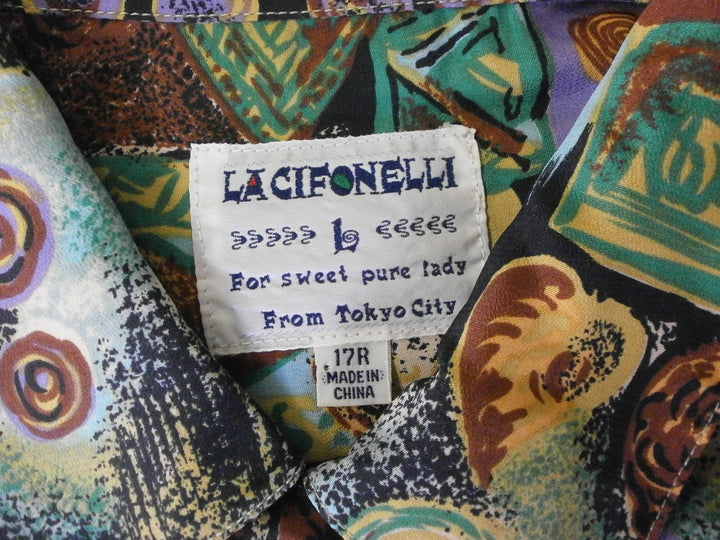 LACIFONELLI
L
For sweet pure lady
From Tokyo City
17R
MADE IN
CHINA